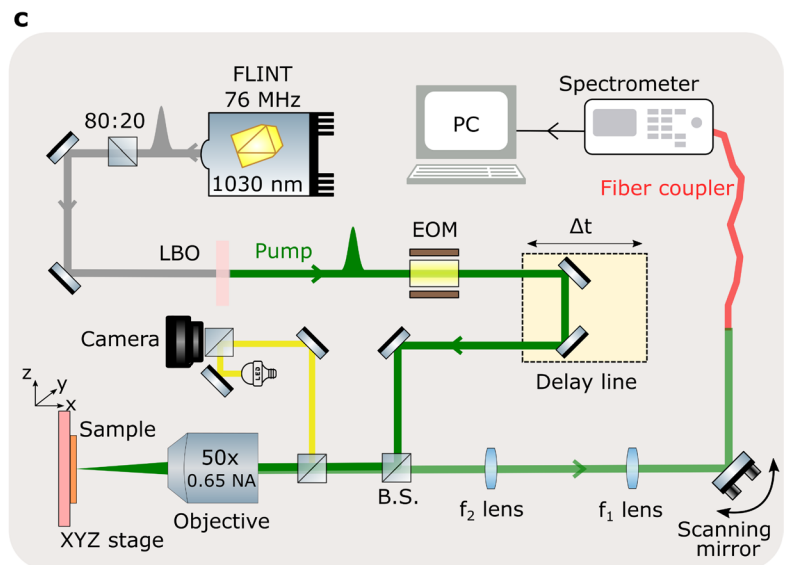 c
FLINT
76 MHz
1030 nm
80:20
PC
Spectrometer
Fiber coupler
LBO
Pump
EOM
Δt
Delay line
Camera
LED
z
y
x
Sample
50x
0.65 NA
Objective
XYZ stage
B.S.
f₂ lens
f₁ lens
Scanning
mirror